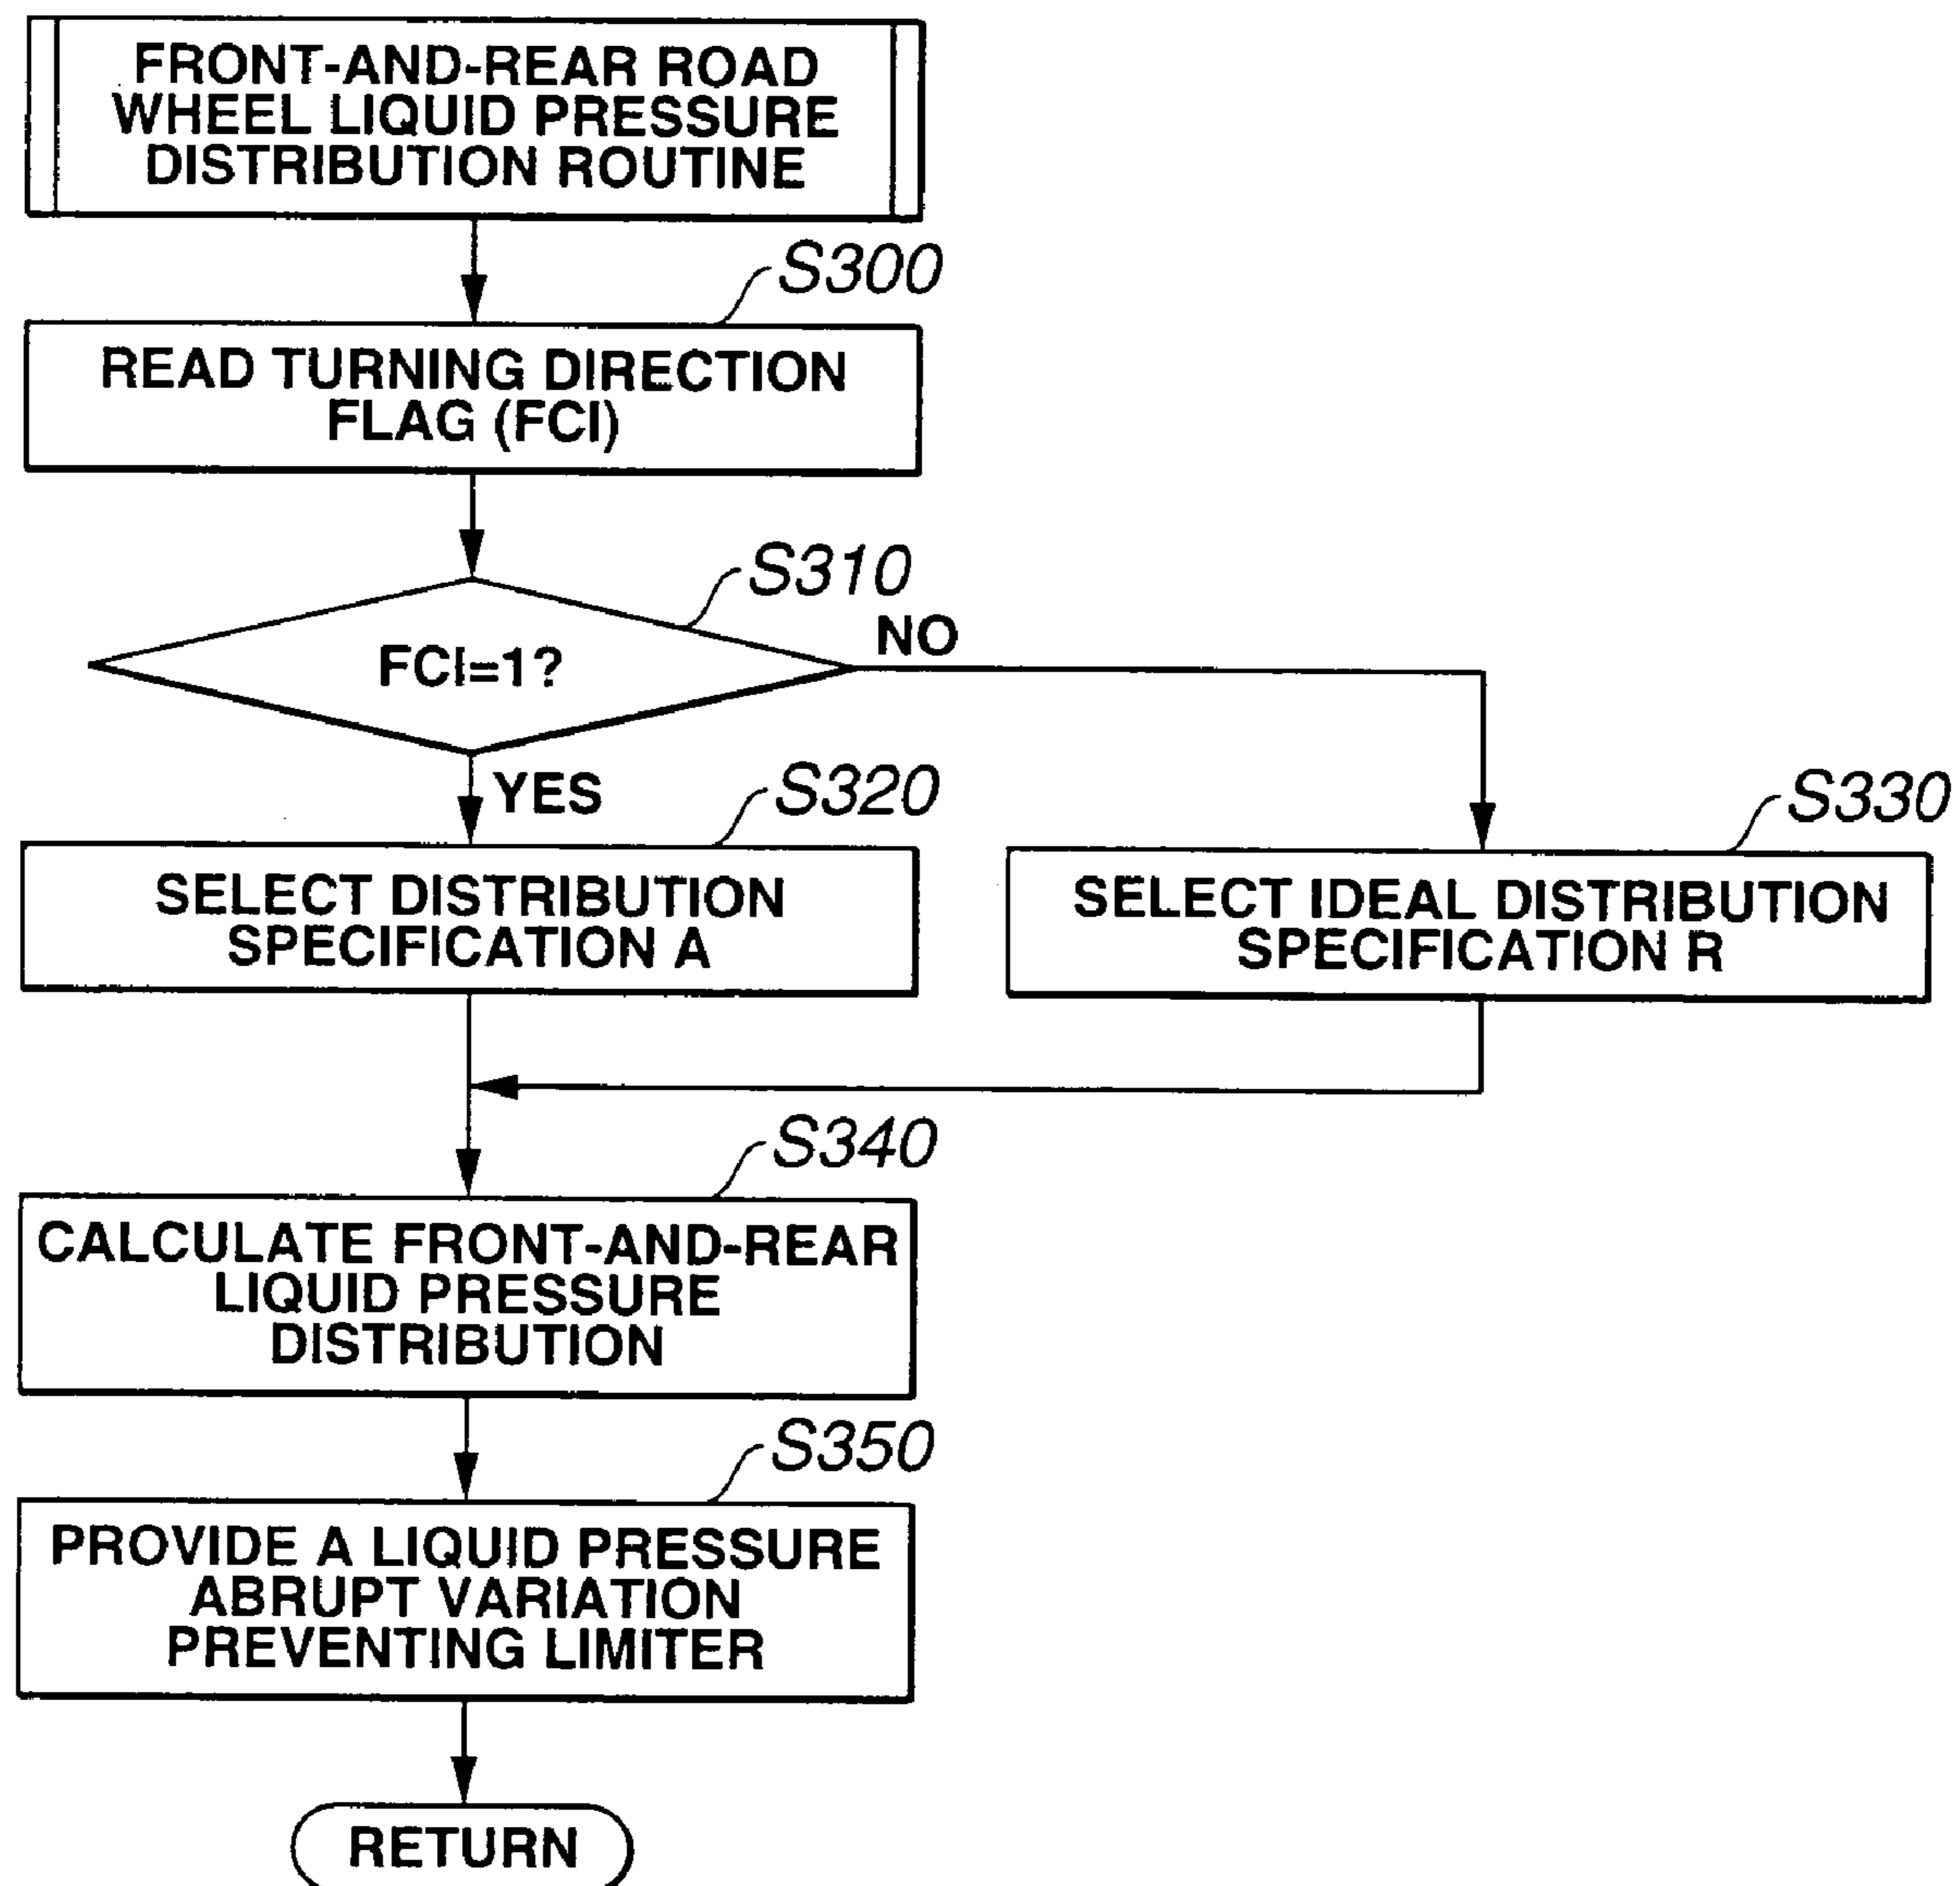 FRONT-AND-REAR ROAD
WHEEL LIQUID PRESSURE
DISTRIBUTION ROUTINE
S300
READ TURNING DIRECTION
FLAG (FCI)
S310
FCI=1?
NO
YES
S320
SELECT DISTRIBUTION
SPECIFICATION A
S330
SELECT IDEAL DISTRIBUTION
SPECIFICATION R
S340
CALCULATE FRONT-AND-REAR
LIQUID PRESSURE
DISTRIBUTION
S350
PROVIDE A LIQUID PRESSURE
ABRUPT VARIATION
PREVENTING LIMITER
RETURN